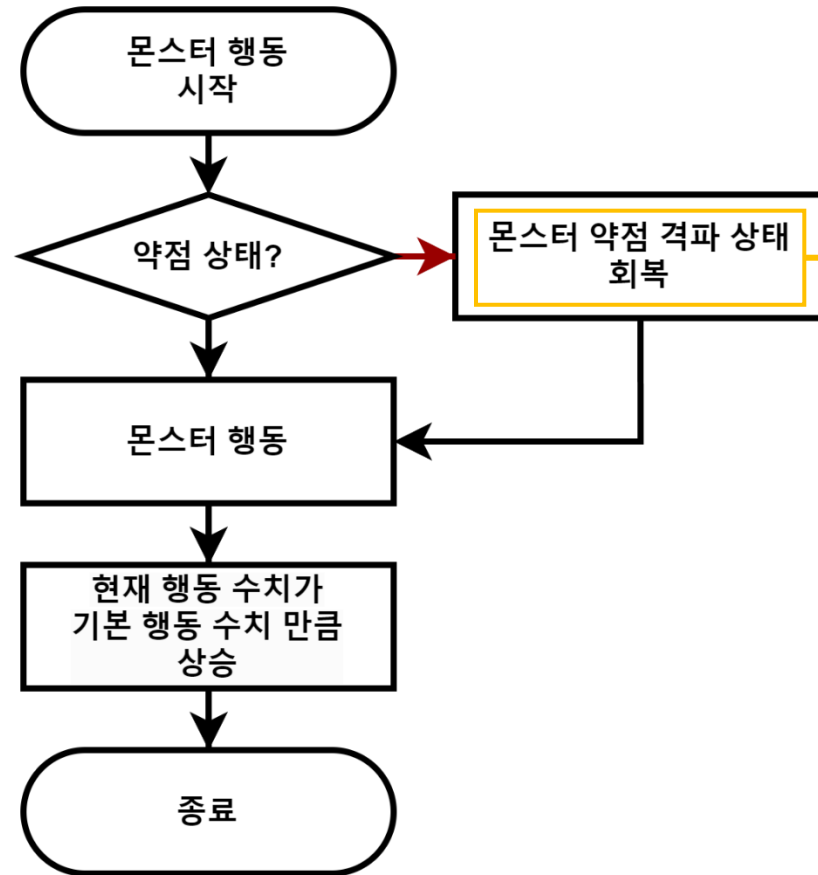 몬스터 행동
시작
약점 상태?
몬스터 약점 격파 상태
회복
몬스터 행동
현재 행동 수치가
기본 행동 수치 만큼
상승
종료